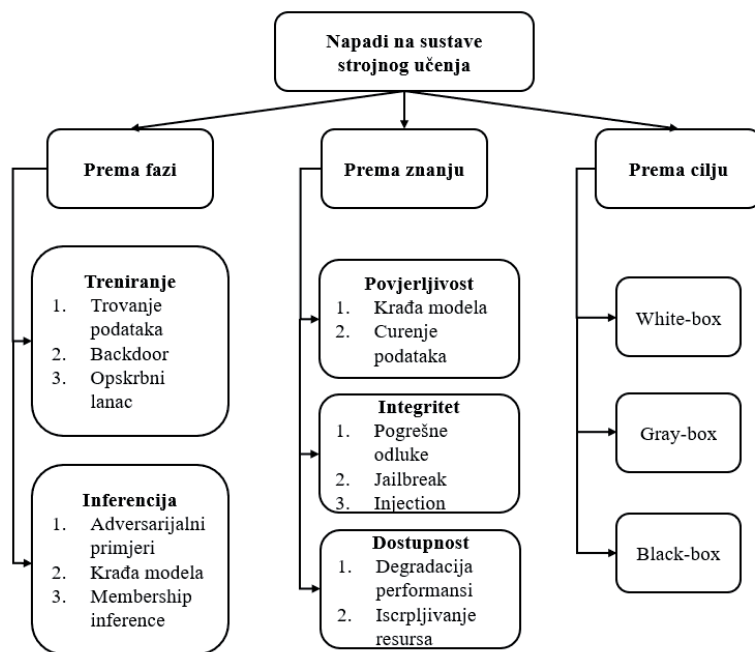 Napadi na sustave
strojnog učenja
Prema fazi
Prema znanju
Prema cilju
Treniranje
1. Trovanje
podataka
2. Backdoor
3. Opskrbni
lanac
Inferencija
1. Adversarijalni
primjeri
2. Krađa modela
3. Membership
inference
Povjerljivost
1. Krađa modela
2. Curenje
podataka
Integritet
1. Pogrešne
odluke
2. Jailbreak
3. Injection
Dostupnost
1. Degradacija
performansi
2. Iscrpljivanje
resursa
White-box
Gray-box
Black-box